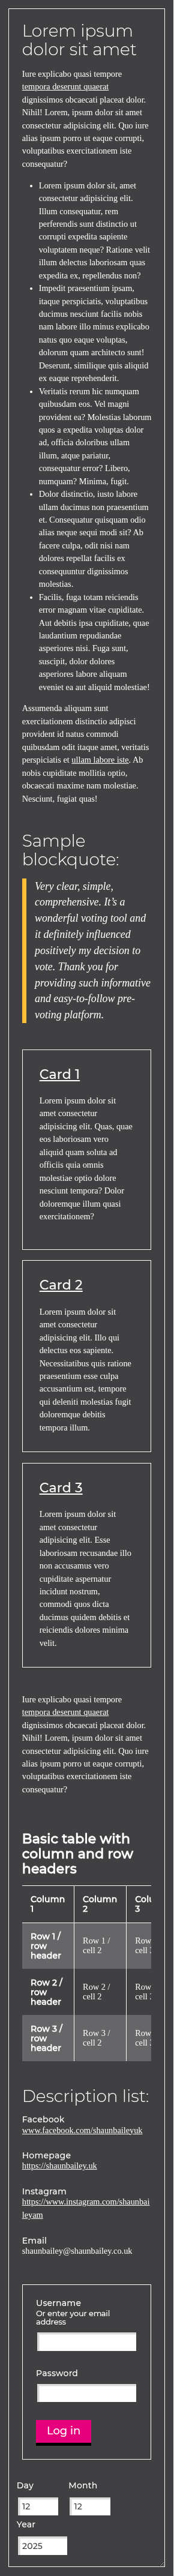 Lorem ipsum
dolor sit amet
Iure explicabo quasi tempore
tempora deserunt quaerat
dignissimos obcaecati placeat dolor.
Nihil! Lorem, ipsum dolor sit amet
consectetur adipisicing elit. Quo iure
alias ipsum porro ut eaque corrupti,
voluptatibus exercitationem iste
consequuntur?
• Lorem ipsum dolor sit, amet
consectetur adipisicing elit.
Illum consequatur, rem
perferendis sunt distinctio ut
corrupti expedita sapiente
voluptatem neque? Ratione velit
illum delectus laboriosam quas
expedita ex, repellendus non?
• Impedit praesentium ipsam,
itaque perspiciatis, voluptatibus
ducimus nesciunt facilis nobis
nam labore illo minus explicabo
natus quo eaque voluptas,
dolorum quam architecto sunt!
Deserunt, similique quis aliquid
ex eaque reprehenderit.
• Veritatis rerum hic numquam
quibusdam eos. Vel magni
provident ea? Molestias laborum
quos a expedita voluptas dolor
ad, officia doloribus ullam
illum, atque pariatur,
consequatur error? Libero,
numquam? Minima, fugit.
• Dolor distinctio, iusto labore
ullam ducimus non praesentium
et. Consequatur quisquam odio
alias neque sequi modi sit? Ab
facere culpa, odit nisi nam
dolores repellat facilis ex
consequuntur dignissimos
molestias.
• Facilis, fuga totam reiciendis
error magnam vitae cupiditate.
Aut debitis ipsa cupiditate, quae
laudantium repudiandae
asperiores nisi. Fuga sunt,
suscipit, dolor dolores
asperiores labore aliquam
eveniet ea aut aliquid molestiae!
Assumenda aliquam sunt
exercitationem distinctio adipisci
provident id natus commodi
quibusdam odit itaque amet, veritatis
perspiciatis et ullam labore iste. Ab
nobis cupiditate mollitia optio,
obcaecati maxime nam molestiae.
Nesciunt, fugiat quas!
Sample
blockquote:
Very clear, simple,
comprehensive. It’s a
wonderful voting tool and
it definitely influenced
positively my decision to
vote. Thank you for
providing such informative
and easy-to-follow pre-
voting platform.
Card 1
Lorem ipsum dolor sit
amet consectetur
adipisicing elit. Quas, quae
eos laboriosam vero
aliquid quam soluta ad
officiis quia omnis
molestiae optio dolore
nesciunt tempora? Dolor
doloremque illum quasi
exercitationem?
Card 2
Lorem ipsum dolor sit
amet consectetur
adipisicing elit. Illo qui
delectus eos sapiente.
Necessitatibus quis ratione
praesentium esse culpa
accusantium est, tempore
qui deleniti molestias fugit
doloremque debitis
tempora illum.
Card 3
Lorem ipsum dolor sit
amet consectetur
adipisicing elit. Esse
laboriosam recusandae illo
non accusamus vero
cupiditate aspernatur
incidunt nostrum,
commodi quos dicta
ducimus quidem debitis et
reiciendis dolores minima
velit.
Iure explicabo quasi tempore
tempora deserunt quaerat
dignissimos obcaecati placeat dolor.
Nihil! Lorem, ipsum dolor sit amet
consectetur adipisicing elit. Quo iure
alias ipsum porro ut eaque corrupti,
voluptatibus exercitationem iste
consequuntur?
Basic table with
column and row
headers
Column 1 Column 2
Row 1 / row header Row 1 / cell 2
Row 2 / row header Row 2 / cell 2
Row 3 / row header Row 3 / cell 2
Description list:
Facebook
www.facebook.com/shaunbaileyuk
Homepage
https://shaunbailey.uk
Instagram
https://www.instagram.com/shaunbai
leyam
Email
shaunbailey@shaunbailey.co.uk
Username
Or enter your email
address
Password
Log in
Day Month
12 12
Year
2025